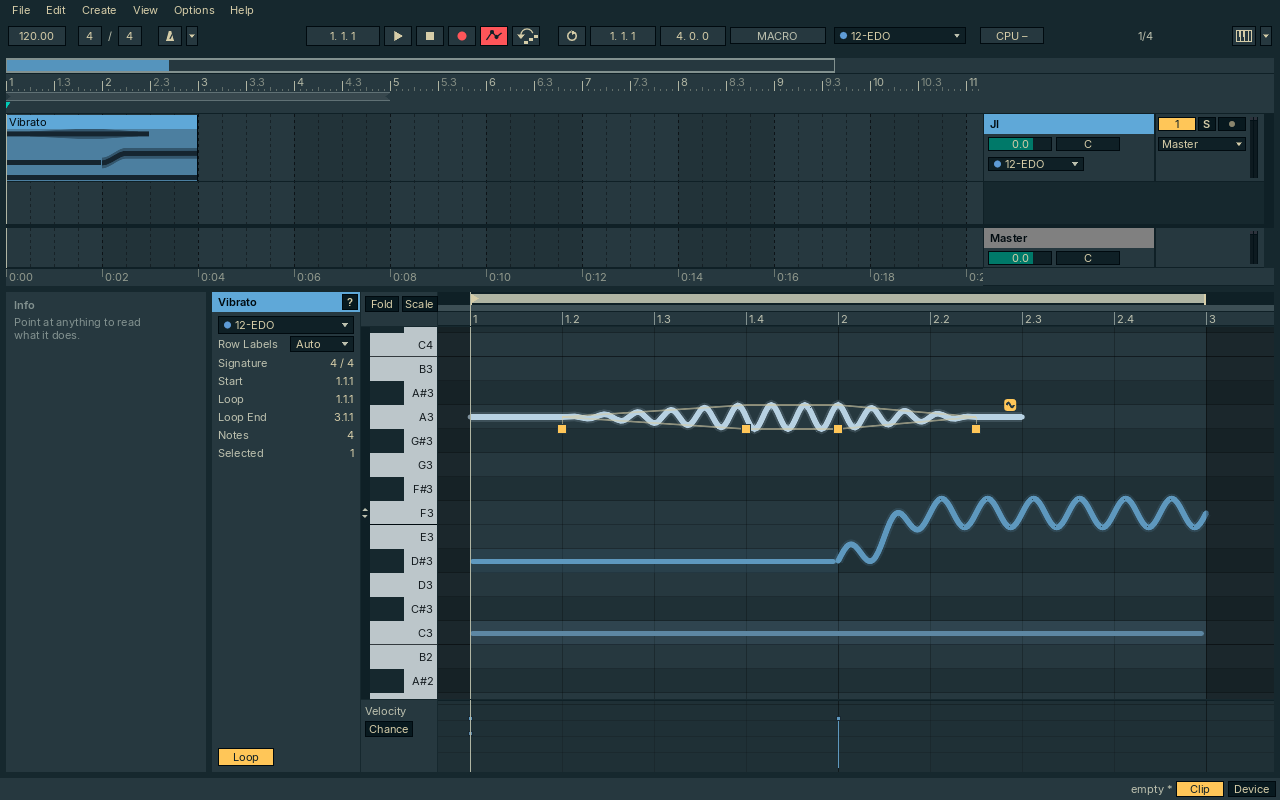 File Edit Create View Options Help
120.00 4 / 4 1. 1. 1 1. 1. 1 4. 0. 0 MACRO 12-EDO CPU – 1/4
1 1.3 2 2.3 3 3.3 4 4.3 5 5.3 6 6.3 7 7.3 8 8.3 9 9.3 10 10.3 11
Vibrato JI 1 S
0.0 C Master
12-EDO
Master
0.0 C
0:00 0:02 0:04 0:06 0:08 0:10 0:12 0:14 0:16 0:18 0:2
Info Vibrato ? Fold Scale
Point at anything to read
what it does.
12-EDO 1 1.2 1.3 1.4 2 2.2 2.3 2.4 3
Row Labels Auto C4
Signature 4 / 4 B3
Start 1.1.1 A#3
Loop 1.1.1
Loop End 3.1.1 A3
Notes 4 G#3
Selected 1
G3
F#3
F3
E3
D#3
D3
C#3
C3
B2
A#2
Velocity
Chance
Loop
empty * Clip Device